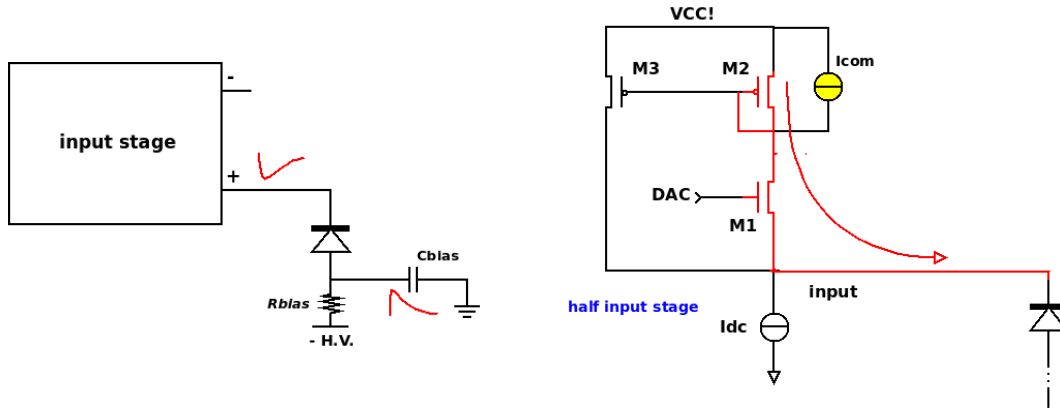 -
input stage
+
Cbias
Rbias
- H.V.
VCC!
M3
M2
Icom
DAC
M1
half input stage
input
Idc